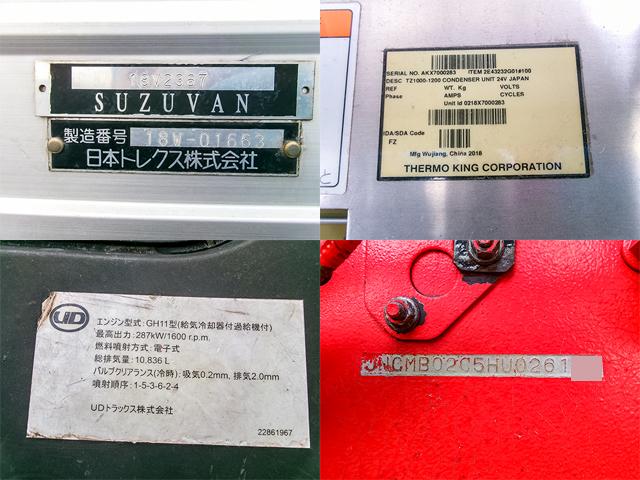 18V2367
SUZUVAN
製造番号 18W-01663
日本トレクス株式会社
SERIAL NO. AKX7000283 ITEM 2E43232G01#100
DESC TZ1000-1200 CONDENSER UNIT 24V JAPAN
REF WT. Kg VOLTS
Phase AMPS CYCLES
Unit Id 0218X7000283
IDA/SDA Code
FZ
Mfg Wujiang, China 2018
THERMO KING CORPORATION
と
UD
エンジン型式:GH11型(給気冷却器付過給機付)
最高出力:287kW/1600 r.p.m.
燃料噴射方式:電子式
総排気量:10.836 L
バルブクリアランス(冷時):吸気0.2mm, 排気2.0mm
噴射順序:1-5-3-6-2-4
UDトラックス株式会社
22861967
JNCMB02C5HU0261